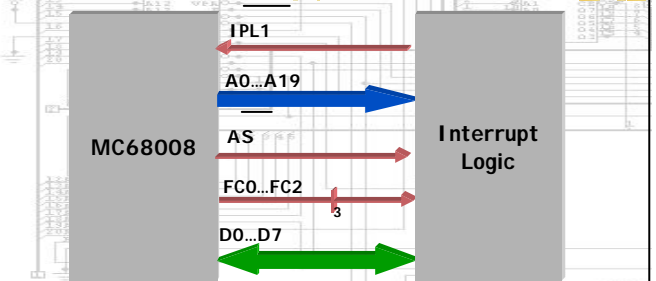 IPL1
A0...A19
AS
MC68008
Interrupt
Logic
FC0...FC2
3
D0...D7